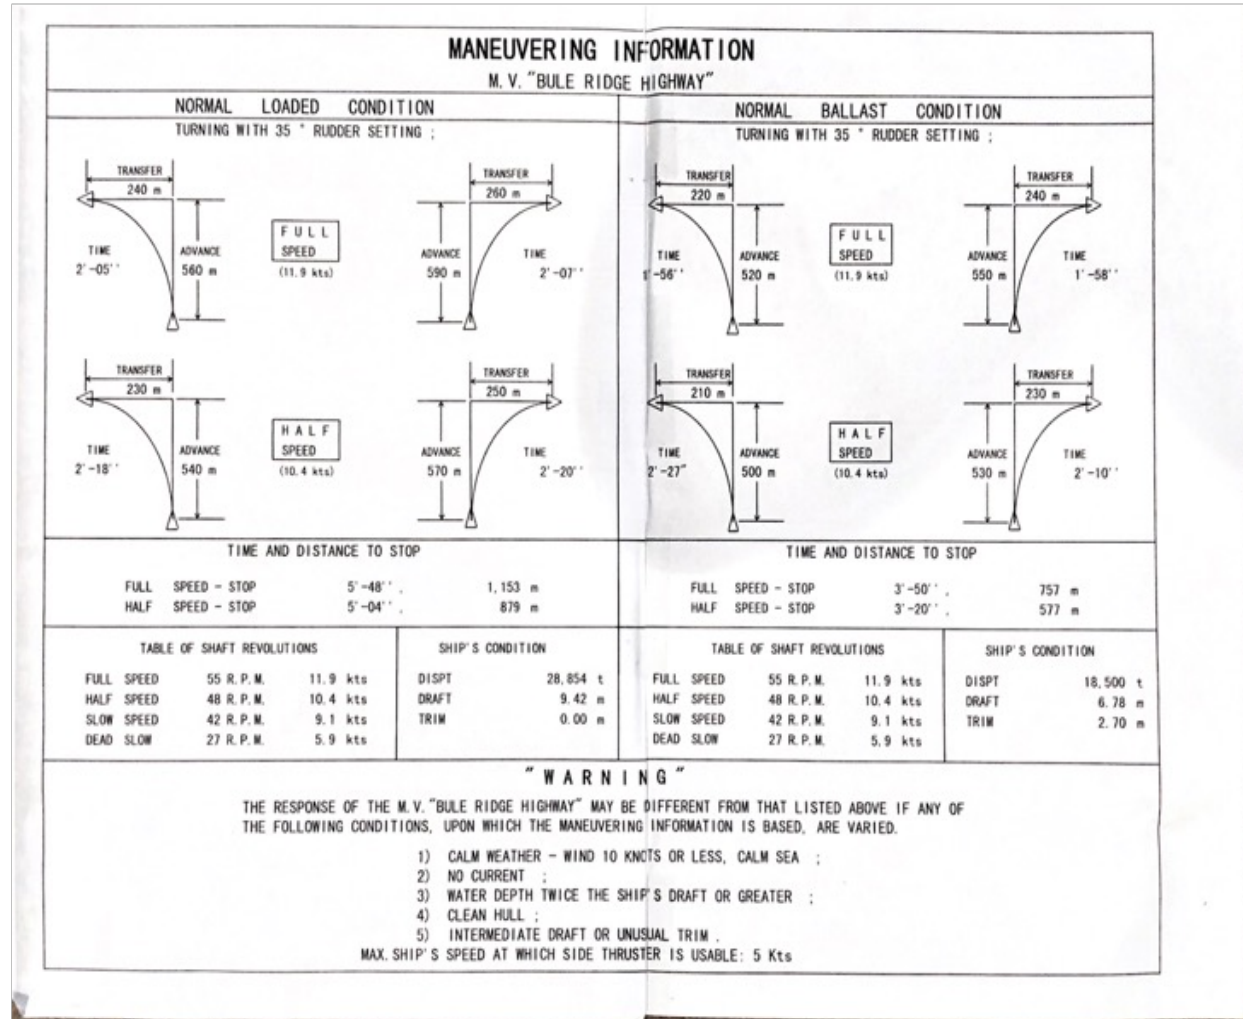 MANEUVERING INFORMATION
M.V. "BULE RIDGE HIGHWAY"
NORMAL LOADED CONDITION
TURNING WITH 35 ° RUDDER SETTING ;
TRANSFER
240 m
TIME
2'-05''
ADVANCE
560 m
FULL
SPEED
(11.9 kts)
TRANSFER
260 m
ADVANCE
590 m
TIME
2'-07''
TRANSFER
230 m
TIME
2'-18''
ADVANCE
540 m
HALF
SPEED
(10.4 kts)
TRANSFER
250 m
ADVANCE
570 m
TIME
2'-20''
TIME AND DISTANCE TO STOP
FULL SPEED - STOP 5'-48'' , 1,153 m
HALF SPEED - STOP 5'-04'' , 879 m
TABLE OF SHAFT REVOLUTIONS
FULL SPEED 55 R.P.M. 11.9 kts
HALF SPEED 48 R.P.M. 10.4 kts
SLOW SPEED 42 R.P.M. 9.1 kts
DEAD SLOW 27 R.P.M. 5.9 kts
SHIP'S CONDITION
DISPT 28,854 t
DRAFT 9.42 m
TRIM 0.00 m
NORMAL BALLAST CONDITION
TURNING WITH 35 ° RUDDER SETTING ;
TRANSFER
220 m
TIME
1'-56''
ADVANCE
520 m
FULL
SPEED
(11.9 kts)
TRANSFER
240 m
ADVANCE
550 m
TIME
1'-58''
TRANSFER
210 m
TIME
2'-27"
ADVANCE
500 m
HALF
SPEED
(10.4 kts)
TRANSFER
230 m
ADVANCE
530 m
TIME
2'-10''
TIME AND DISTANCE TO STOP
FULL SPEED - STOP 3'-50'' , 757 m
HALF SPEED - STOP 3'-20'' , 577 m
TABLE OF SHAFT REVOLUTIONS
FULL SPEED 55 R.P.M. 11.9 kts
HALF SPEED 48 R.P.M. 10.4 kts
SLOW SPEED 42 R.P.M. 9.1 kts
DEAD SLOW 27 R.P.M. 5.9 kts
SHIP'S CONDITION
DISPT 18,500 t
DRAFT 6.78 m
TRIM 2.70 m
"WARNING"
THE RESPONSE OF THE M.V. "BULE RIDGE HIGHWAY" MAY BE DIFFERENT FROM THAT LISTED ABOVE IF ANY OF
THE FOLLOWING CONDITIONS, UPON WHICH THE MANEUVERING INFORMATION IS BASED, ARE VARIED.
1) CALM WEATHER - WIND 10 KNOTS OR LESS, CALM SEA ;
2) NO CURRENT ;
3) WATER DEPTH TWICE THE SHIP'S DRAFT OR GREATER ;
4) CLEAN HULL ;
5) INTERMEDIATE DRAFT OR UNUSUAL TRIM .
MAX. SHIP'S SPEED AT WHICH SIDE THRUSTER IS USABLE: 5 Kts